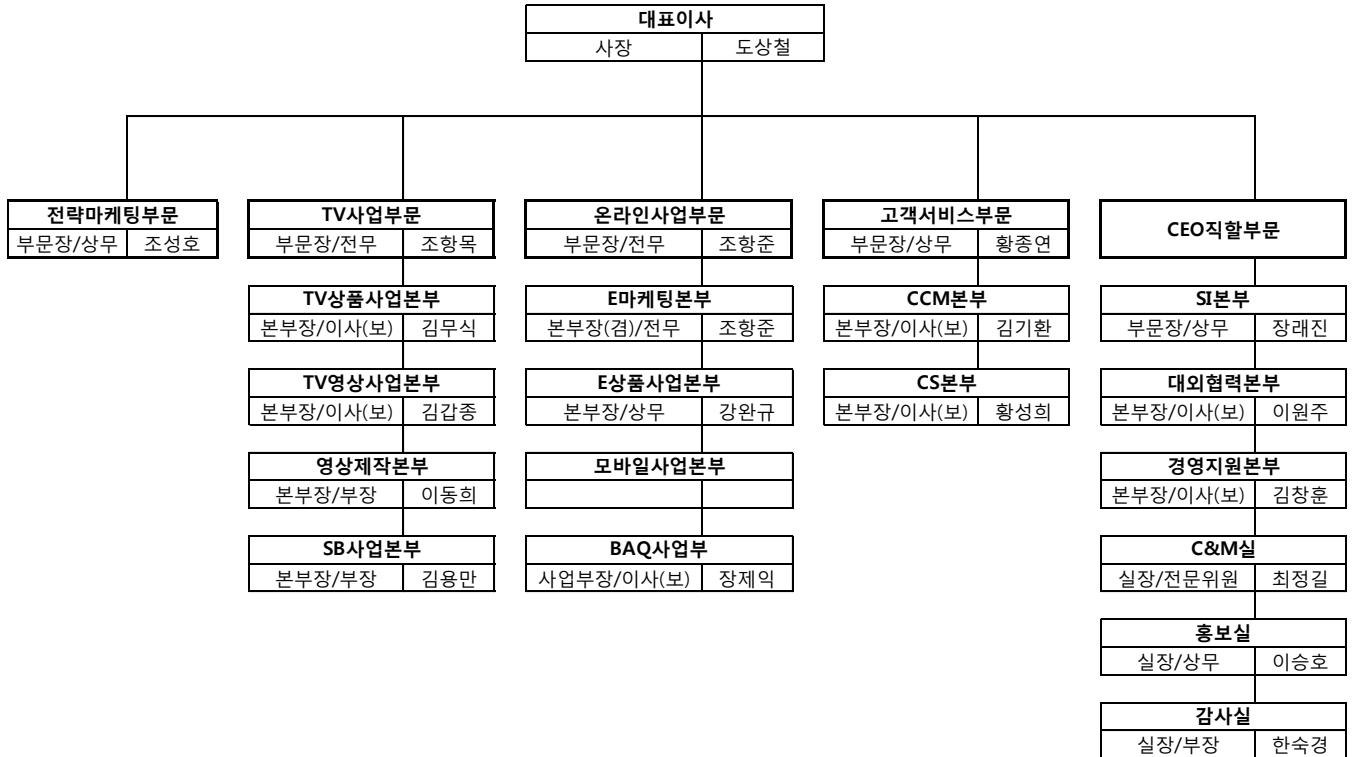 대표이사
사장 도상철
전략마케팅부문
부문장/상무 조성호
TV사업부문
부문장/전무 조항목
온라인사업부문
부문장/전무 조항준
고객서비스부문
부문장/상무 황종연
CEO직할부문
TV상품사업본부
본부장/이사(보) 김무식
E마케팅본부
본부장(겸)/전무 조항준
CCM본부
본부장/이사(보) 김기환
SI본부
부문장/상무 장래진
TV영상사업본부
본부장/이사(보) 김갑종
E상품사업본부
본부장/상무 강완규
CS본부
본부장/이사(보) 황성희
대외협력본부
본부장/이사(보) 이원주
영상제작본부
본부장/부장 이동희
모바일사업본부
경영지원본부
본부장/이사(보) 김창훈
SB사업본부
본부장/부장 김용만
BAQ사업부
사업부장/이사(보) 장제익
C&M실
실장/전문위원 최정길
홍보실
실장/상무 이승호
감사실
실장/부장 한숙경